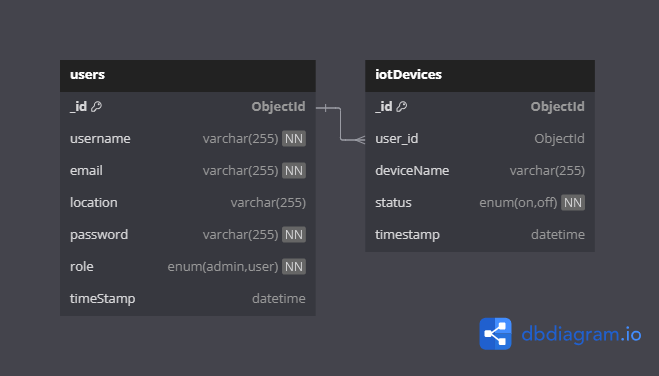 users
_id ObjectId
username varchar(255) NN
email varchar(255) NN
location varchar(255)
password varchar(255) NN
role enum(admin,user) NN
timeStamp datetime
iotDevices
_id ObjectId
user_id ObjectId
deviceName varchar(255)
status enum(on,off) NN
timestamp datetime
dbdiagram.io